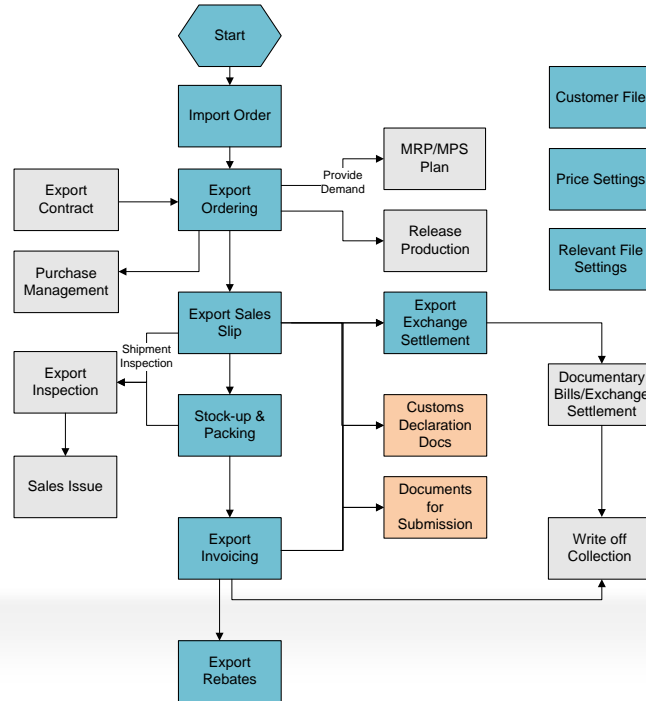 Start
Import Order
Customer File
Provide
Demand
MRP/MPS
Plan
Export
Contract
Export
Ordering
Price Settings
Release
Production
Purchase
Management
Relevant File
Settings
Export Sales
Slip
Export
Exchange
Settlement
Shipment
Inspection
Export
Inspection
Documentary
Bills/Exchange
Settlement
Stock-up &
Packing
Customs
Declaration
Docs
Sales Issue
Documents
for
Submission
Export
Invoicing
Write off
Collection
Export
Rebates